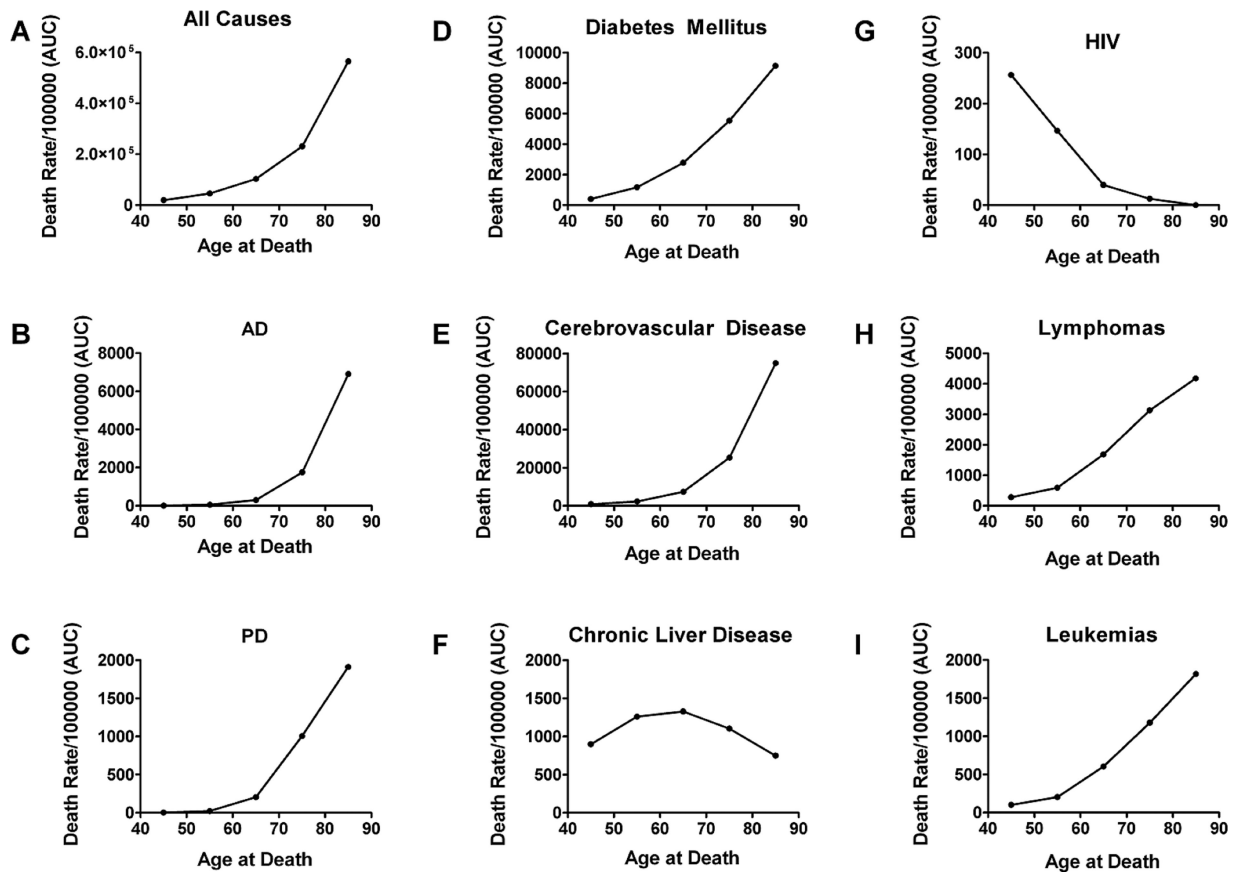 A
All Causes
Death Rate/100000 (AUC)
6.0×10⁵
4.0×10⁵
2.0×10⁵
0
40 50 60 70 80 90
Age at Death
D
Diabetes Mellitus
Death Rate/100000 (AUC)
10000
8000
6000
4000
2000
0
40 50 60 70 80 90
Age at Death
G
HIV
Death Rate/100000 (AUC)
300
200
100
0
40 50 60 70 80 90
Age at Death
B
AD
Death Rate/100000 (AUC)
8000
6000
4000
2000
0
40 50 60 70 80 90
Age at Death
E
Cerebrovascular Disease
Death Rate/100000 (AUC)
80000
60000
40000
20000
0
40 50 60 70 80 90
Age at Death
H
Lymphomas
Death Rate/100000 (AUC)
5000
4000
3000
2000
1000
0
40 50 60 70 80 90
Age at Death
C
PD
Death Rate/100000 (AUC)
2000
1500
1000
500
0
40 50 60 70 80 90
Age at Death
F
Chronic Liver Disease
Death Rate/100000 (AUC)
2000
1500
1000
500
0
40 50 60 70 80 90
Age at Death
I
Leukemias
Death Rate/100000 (AUC)
2000
1500
1000
500
0
40 50 60 70 80 90
Age at Death